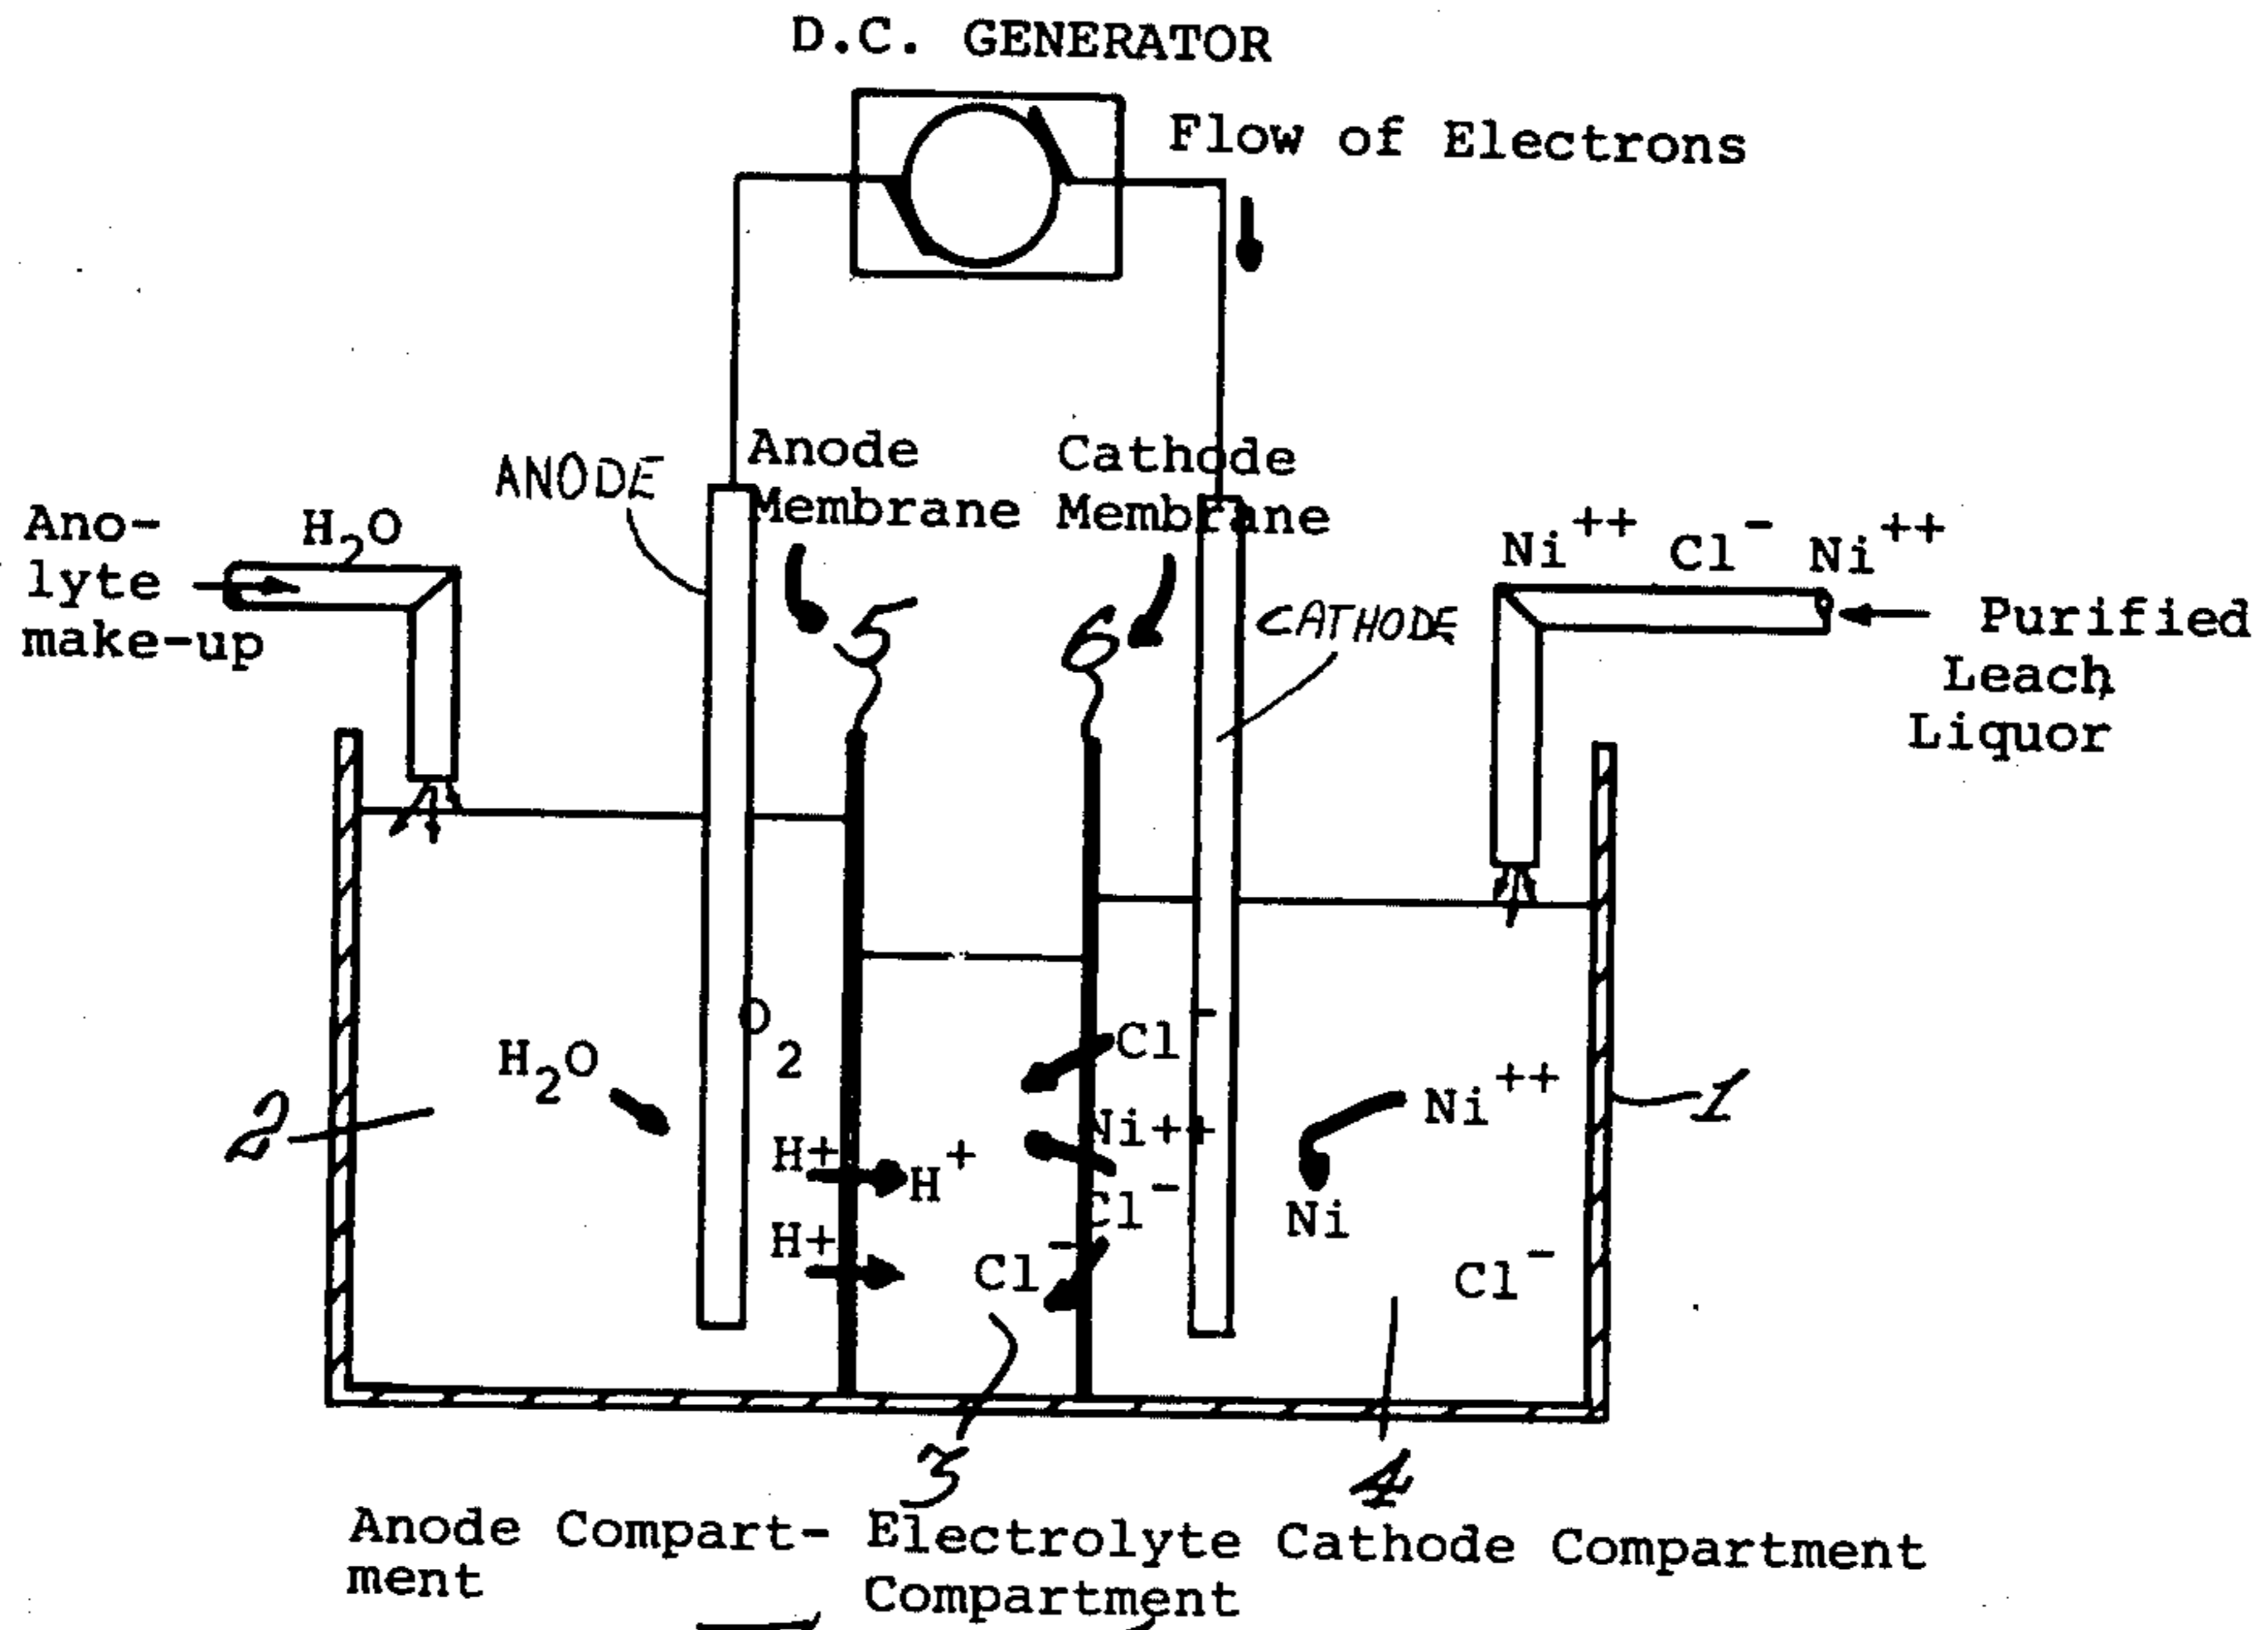 D.C. GENERATOR
Flow of Electrons
ANODE
Anode
Membrane
Cathode
Membrane
Ano-
lyte
make-up
H₂O
Ni⁺⁺ Cl⁻ Ni⁺⁺
Purified
Leach
Liquor
5
6
CATHODE
O₂
H₂O
Cl⁻
Ni⁺⁺
Ni++
2
1
H+
H⁺
Cl⁻
Ni
H+
Cl⁻
Cl⁻
3
4
Anode Compart-
ment
Electrolyte
Compartment
Cathode Compartment